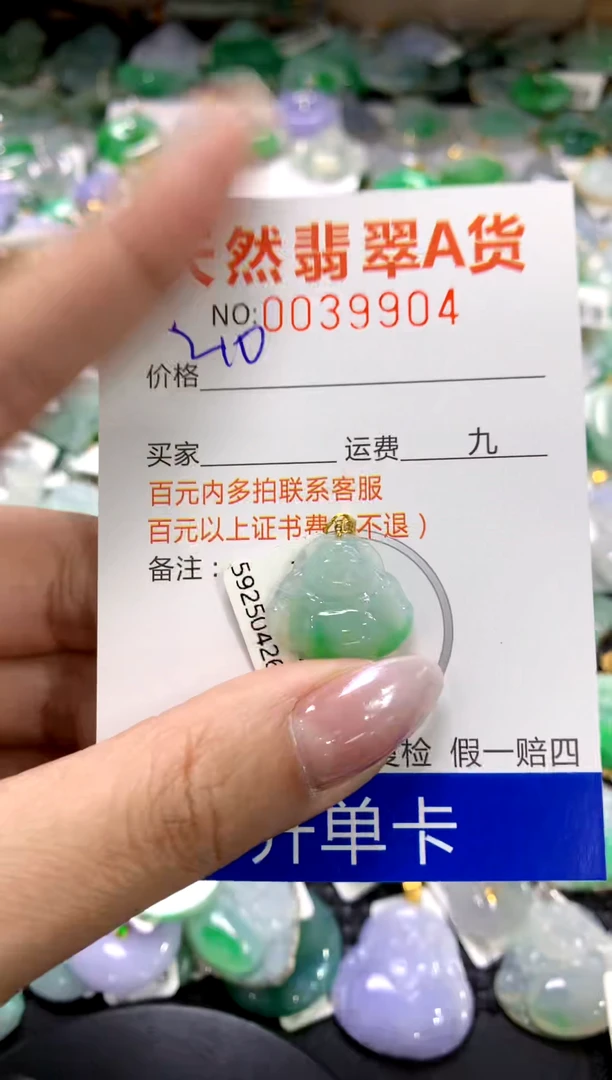 然翡翠A货
NO:0039904
价格
买家 运费 九
百元内多拍联系客服
百元以上证书费 不退)
备注:
59250426
检 假一赔四
开单卡